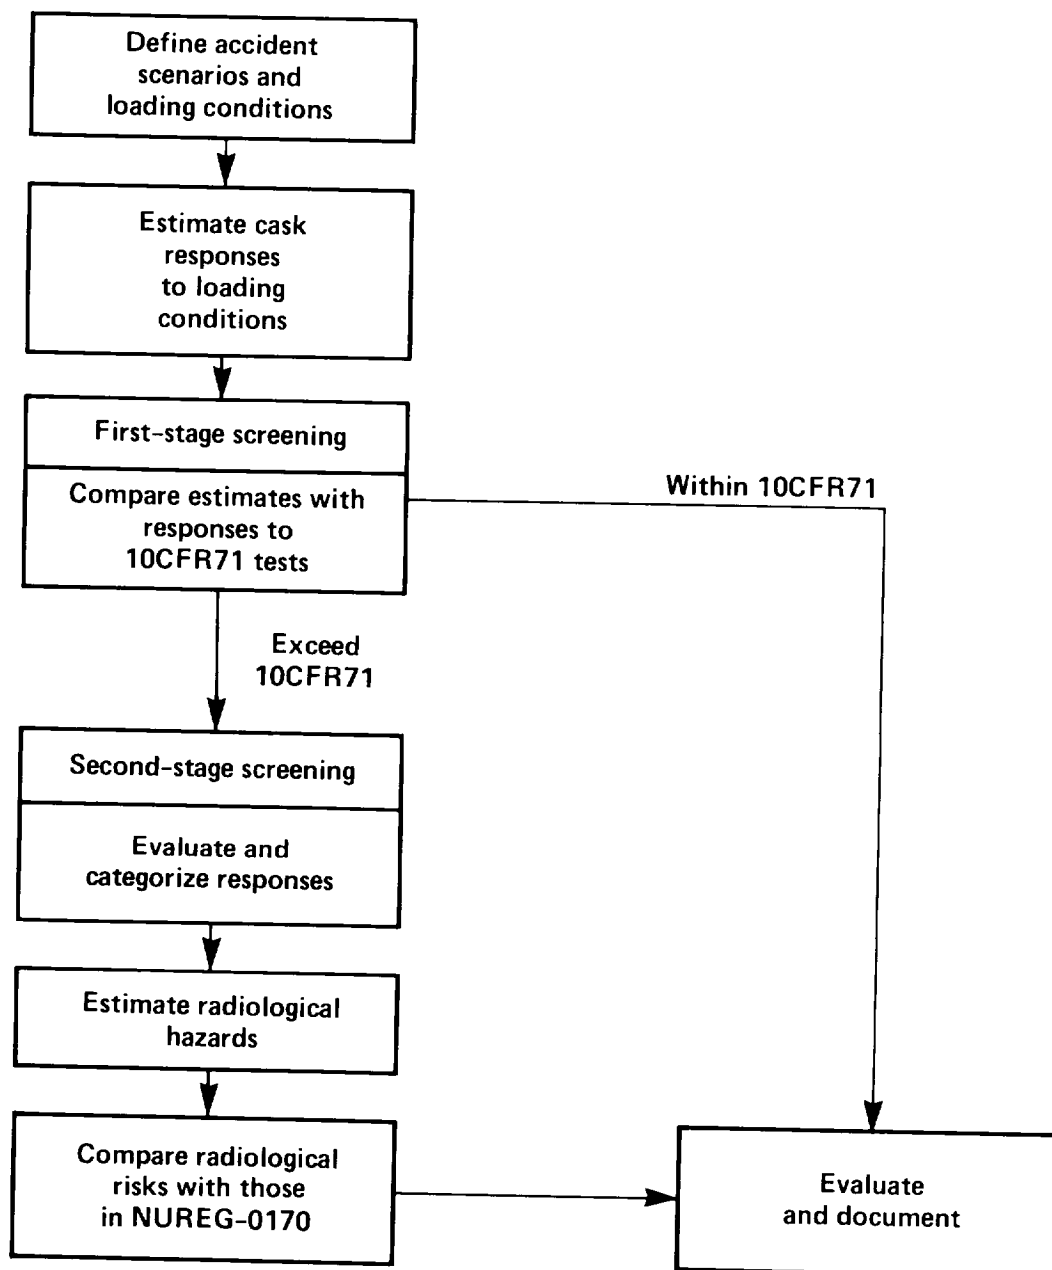 Define accident
scenarios and
loading conditions
Estimate cask
responses
to loading
conditions
First-stage screening
Compare estimates with
responses to
10CFR71 tests
Within 10CFR71
Exceed
10CFR71
Second-stage screening
Evaluate and
categorize responses
Estimate radiological
hazards
Compare radiological
risks with those
in NUREG-0170
Evaluate
and document